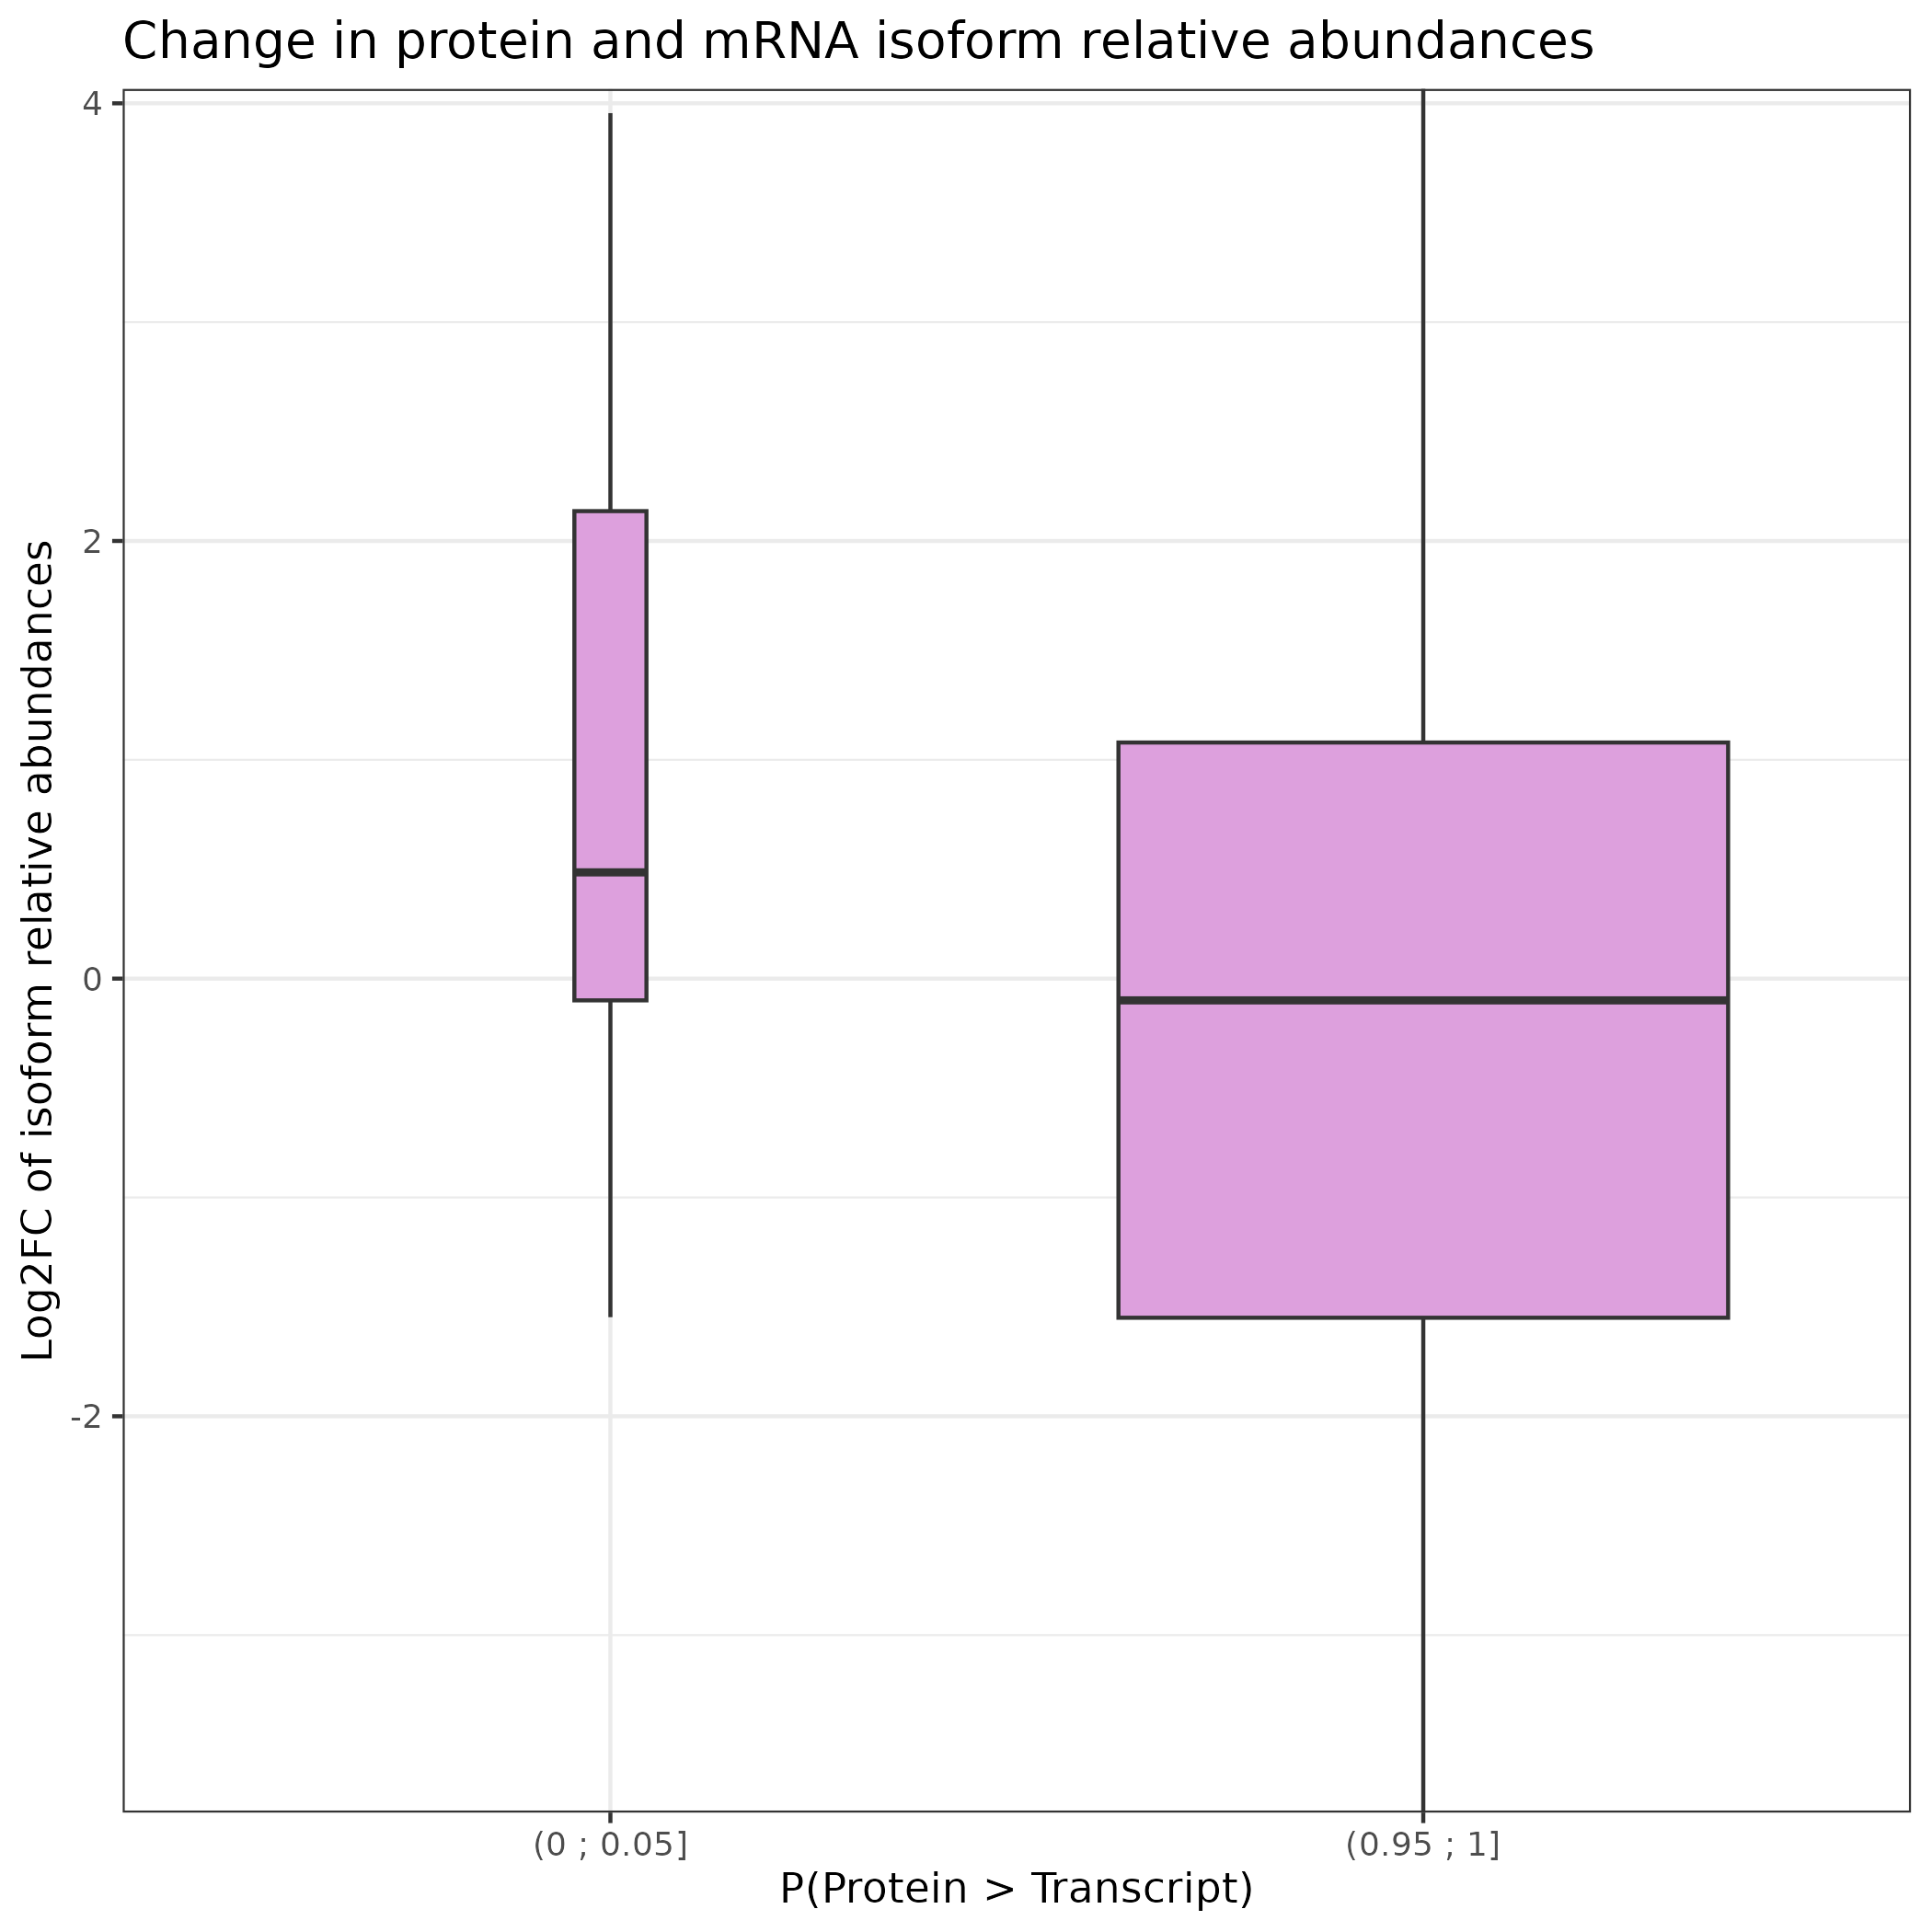 Change in protein and mRNA isoform relative abundances
Log2FC of isoform relative abundances
4
2
0
-2
(0 ; 0.05]
(0.95 ; 1]
P(Protein > Transcript)